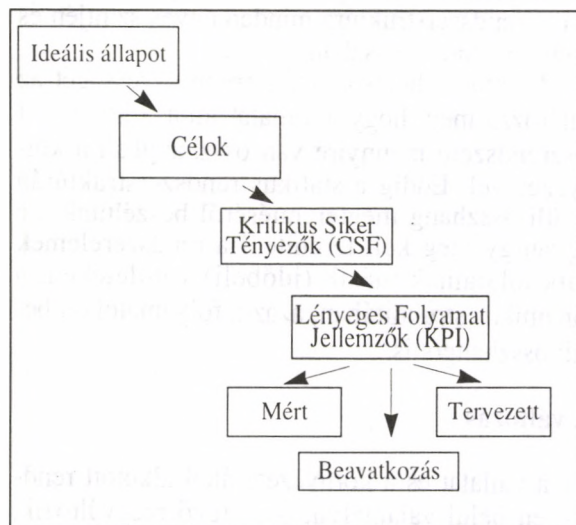 Ideális állapot
Célok
Kritikus Siker
Tényezők (CSF)
Lényeges Folyamat
Jellemzők (KPI)
Mért
Tervezett
Beavatkozás